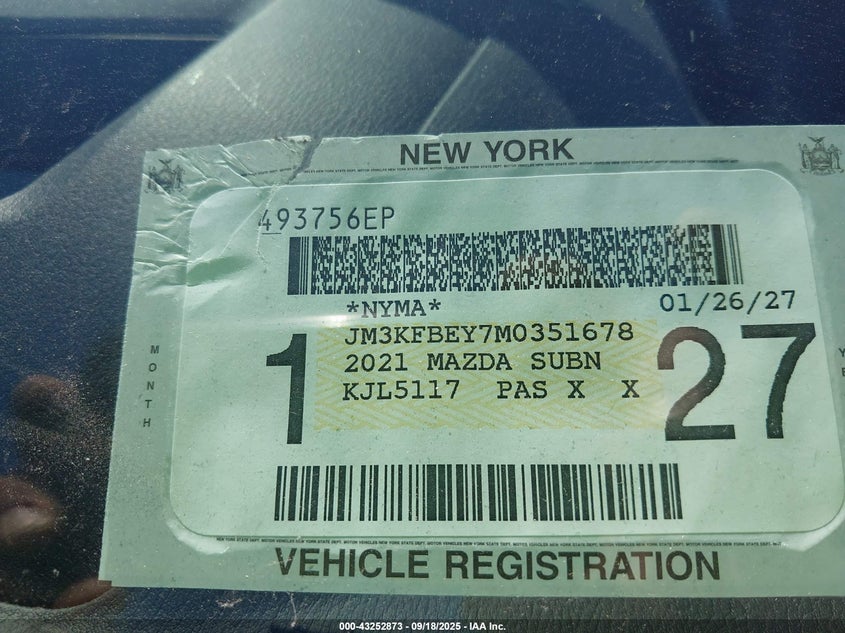 NEW YORK
493756EP
*NYMA*
01/26/27
JM3KFBEY7M0351678
2021 MAZDA SUBN
KJL5117 PAS X X
1
27
MONTH
VEHICLE REGISTRATION
000-43252873 - 09/18/2025 - IAA Inc.